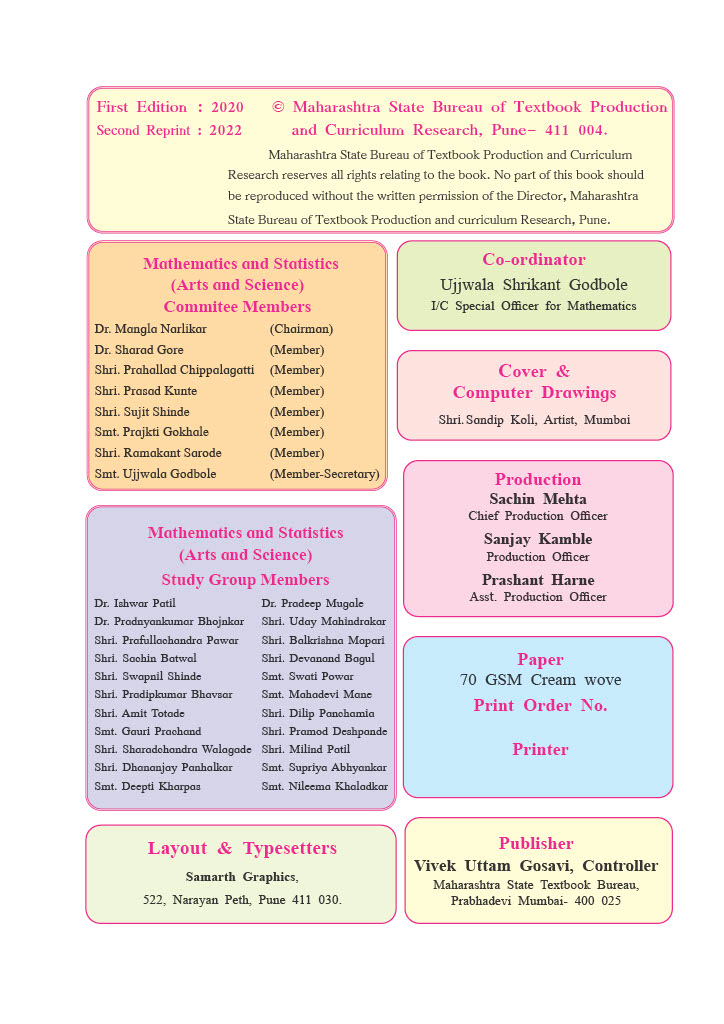 First Edition : 2020 © Maharashtra State Bureau of Textbook Production
Second Reprint : 2022 and Curriculum Research, Pune- 411 004.
Maharashtra State Bureau of Textbook Production and Curriculum
Research reserves all rights relating to the book. No part of this book should
be reproduced without the written permission of the Director, Maharashtra
State Bureau of Textbook Production and curriculum Research, Pune.
Mathematics and Statistics
(Arts and Science)
Commitee Members
Dr. Mangla Narlikar (Chairman)
Dr. Sharad Gore (Member)
Shri. Prahallad Chippalagatti (Member)
Shri. Prasad Kunte (Member)
Shri. Sujit Shinde (Member)
Smt. Prajkti Gokhale (Member)
Shri. Ramakant Sarode (Member)
Smt. Ujjwala Godbole (Member-Secretary)
Mathematics and Statistics
(Arts and Science)
Study Group Members
Dr. Ishwar Patil Dr. Pradeep Mugale
Dr. Pradnyankumar Bhojnkar Shri. Uday Mahindrakar
Shri. Prafullachandra Pawar Shri. Balkrishna Mapari
Shri. Sachin Batwal Shri. Devanand Bagul
Shri. Swapnil Shinde Smt. Swati Powar
Shri. Pradipkumar Bhavsar Smt. Mahadevi Mane
Shri. Amit Totade Shri. Dilip Panchamia
Smt. Gauri Prachand Shri. Pramod Deshpande
Shri. Sharadchandra Walagade Shri. Milind Patil
Shri. Dhananjay Panhalkar Smt. Supriya Abhyankar
Smt. Deepti Kharpas Smt. Nileema Khaladkar
Layout & Typesetters
Samarth Graphics,
522, Narayan Peth, Pune 411 030.
Co-ordinator
Ujjwala Shrikant Godbole
I/C Special Officer for Mathematics
Cover &
Computer Drawings
Shri. Sandip Koli, Artist, Mumbai
Production
Sachin Mehta
Chief Production Officer
Sanjay Kamble
Production Officer
Prashant Harne
Asst. Production Officer
Paper
70 GSM Cream wove
Print Order No.
Printer
Publisher
Vivek Uttam Gosavi, Controller
Maharashtra State Textbook Bureau,
Prabhadevi Mumbai- 400 025